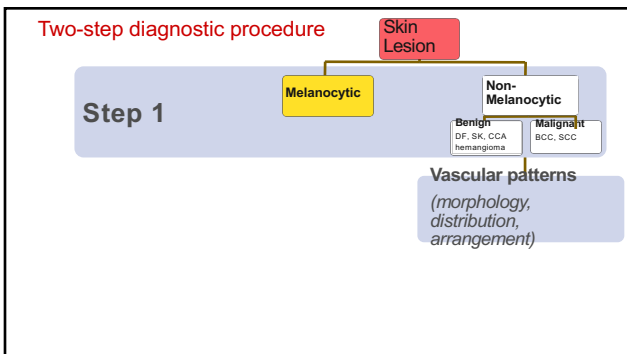 Two-step diagnostic procedure
Skin
Lesion
Step 1
Melanocytic
Non-
Melanocytic
Benign
DF, SK, CCA
hemangioma
Malignant
BCC, SCC
Vascular patterns
(morphology,
distribution,
arrangement)